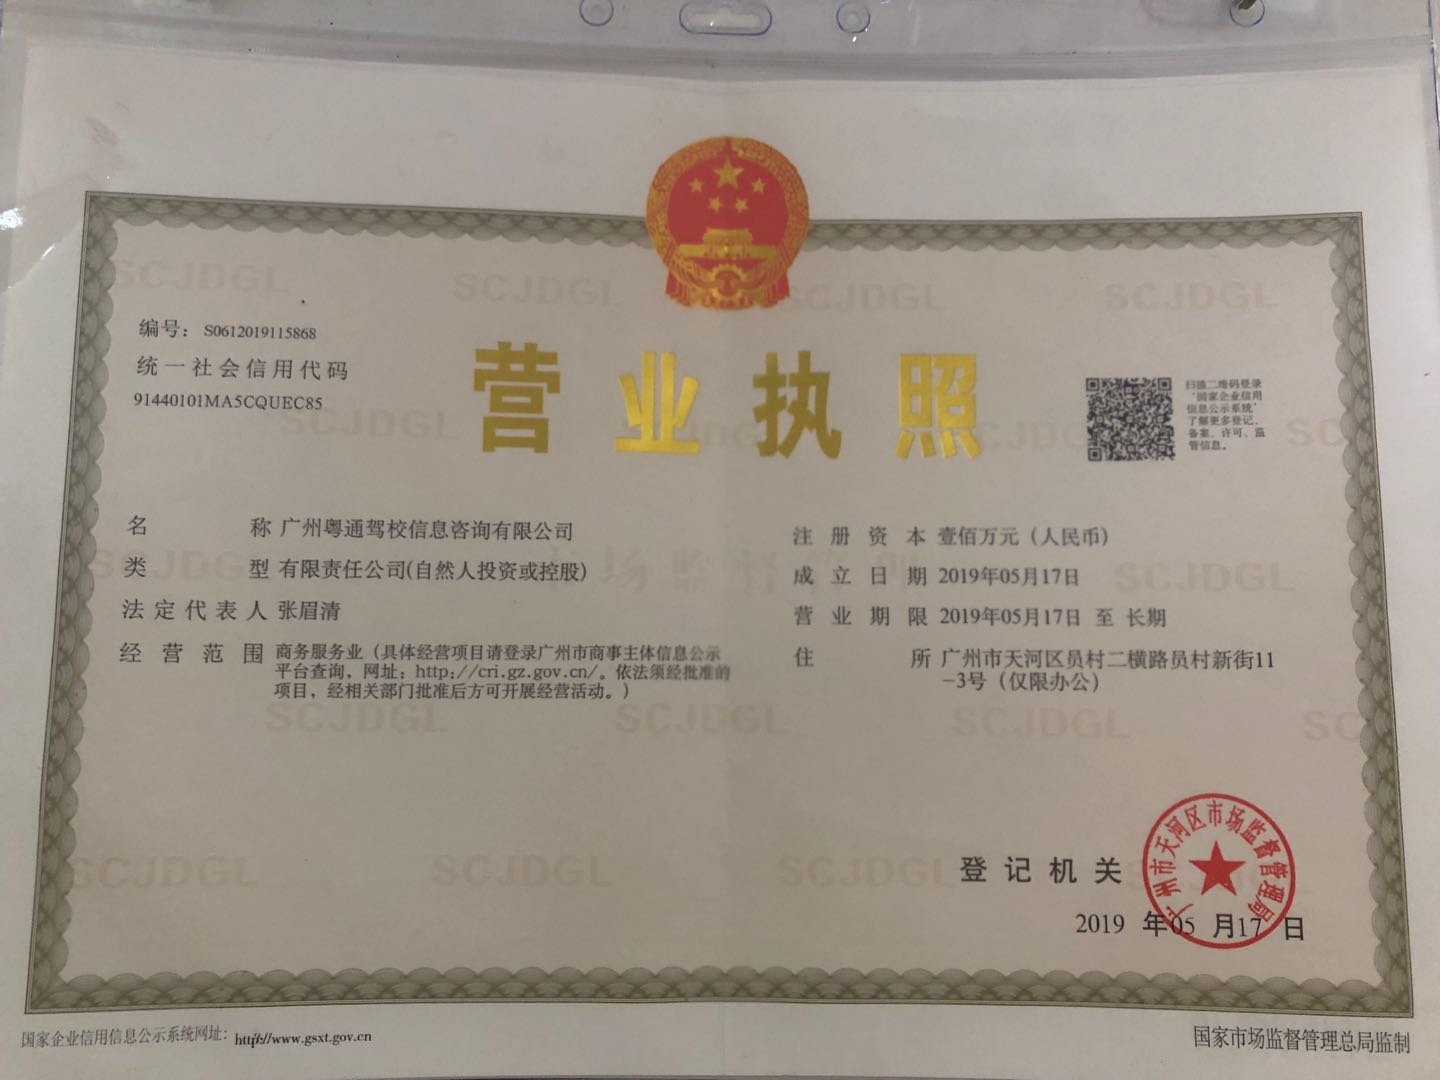 编号: S0612019115868
统一社会信用代码
91440101MA5CQUEC85
营业执照
扫描二维码登录
"国家企业信用
信息公示系统"
了解更多登记、
备案、许可、监
管信息。
名称 广州粤通驾校信息咨询有限公司
类型 有限责任公司(自然人投资或控股)
法定代表人 张眉清
经营范围 商务服务业（具体经营项目请登录广州市商事主体信息公示
平台查询，网址：http://cri.gz.gov.cn/。依法须经批准的
项目，经相关部门批准后方可开展经营活动。）
注册资本 壹佰万元（人民币）
成立日期 2019年05月17日
营业期限 2019年05月17日 至 长期
住所 广州市天河区员村二横路员村新街11
-3号（仅限办公）
登记机关
广州市天河区市场监督管理局
2019 年05 月17 日
国家企业信用信息公示系统网址: http://www.gsxt.gov.cn
国家市场监督管理总局监制
SCJDGL
市场监督管理